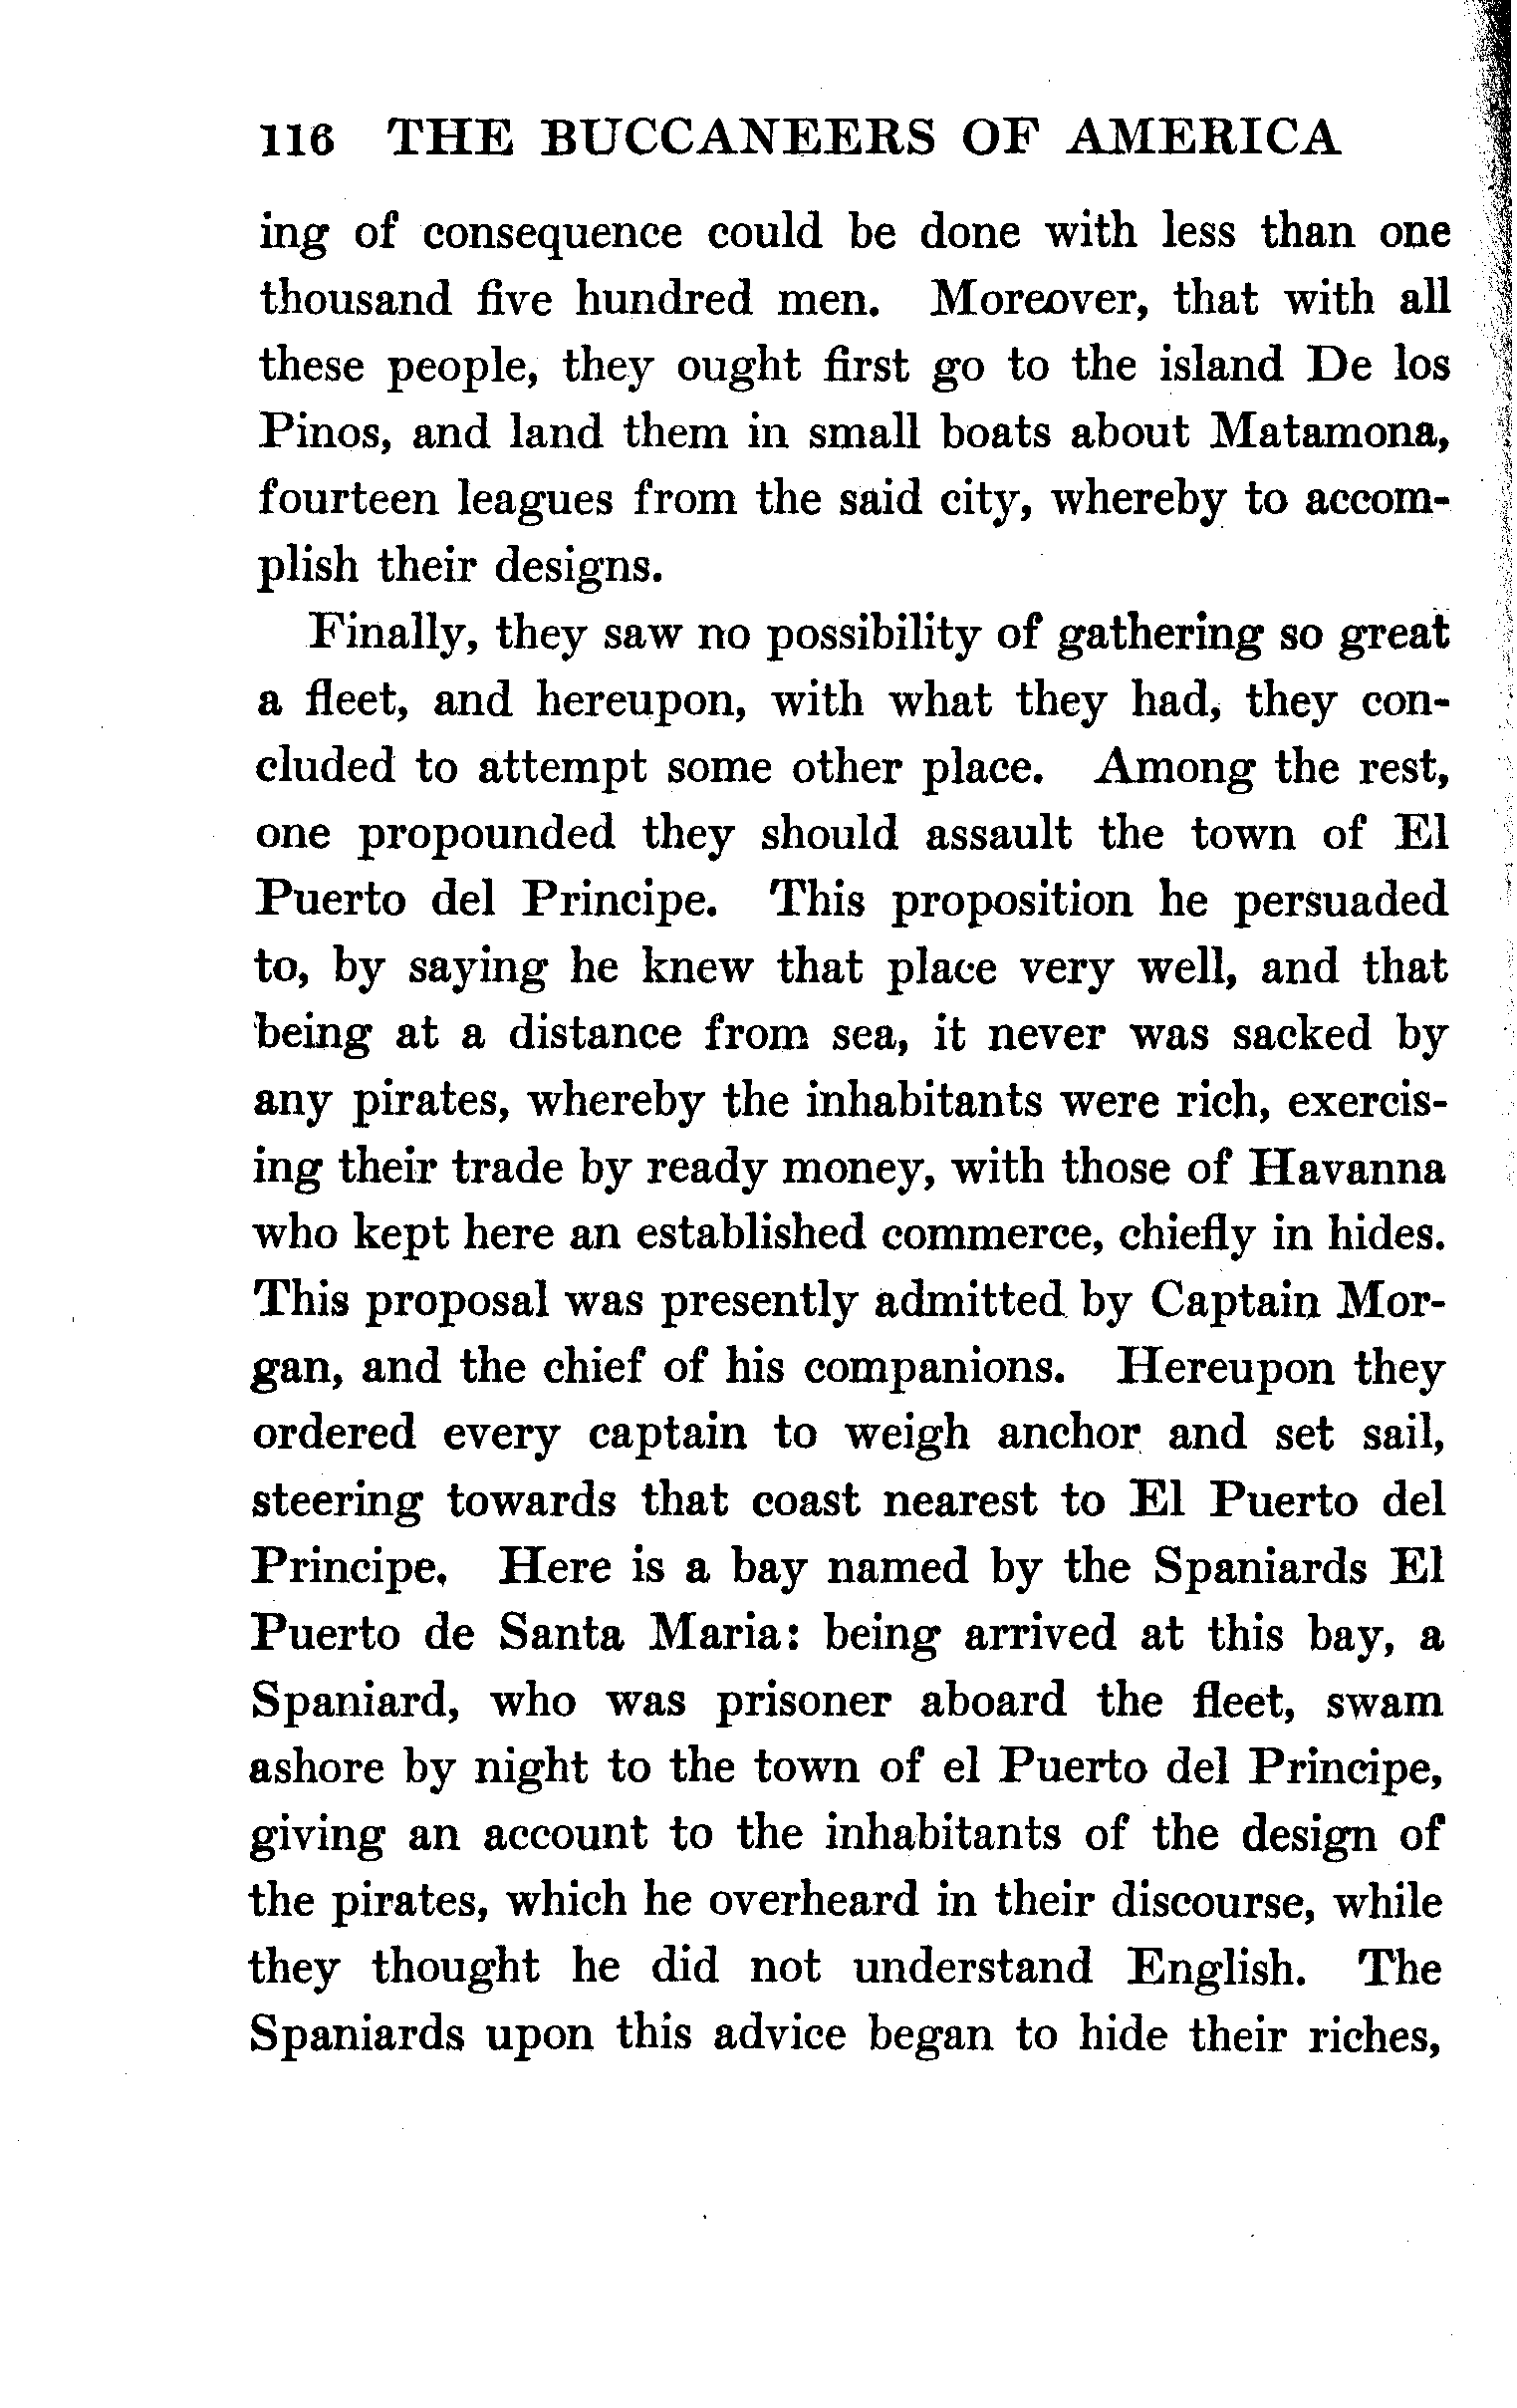 116 THE BUCCANEERS OF AMERICA
ing of consequence could be done with less than one
thousand five hundred men. Moreover, that with all
these people, they ought first go to the island De los
Pinos, and land them in small boats about Matamona,
fourteen leagues from the said city, whereby to accom-
plish their designs.
Finally, they saw no possibility of gathering so great
a fleet, and hereupon, with what they had, they con-
cluded to attempt some other place. Among the rest,
one propounded they should assault the town of El
Puerto del Principe. This proposition he persuaded
to, by saying he knew that place very well, and that
being at a distance from sea, it never was sacked by
any pirates, whereby the inhabitants were rich, exercis-
ing their trade by ready money, with those of Havanna
who kept here an established commerce, chiefly in hides.
This proposal was presently admitted by Captain Mor-
gan, and the chief of his companions. Hereupon they
ordered every captain to weigh anchor and set sail,
steering towards that coast nearest to El Puerto del
Principe. Here is a bay named by the Spaniards El
Puerto de Santa Maria: being arrived at this bay, a
Spaniard, who was prisoner aboard the fleet, swam
ashore by night to the town of el Puerto del Principe,
giving an account to the inhabitants of the design of
the pirates, which he overheard in their discourse, while
they thought he did not understand English. The
Spaniards upon this advice began to hide their riches,